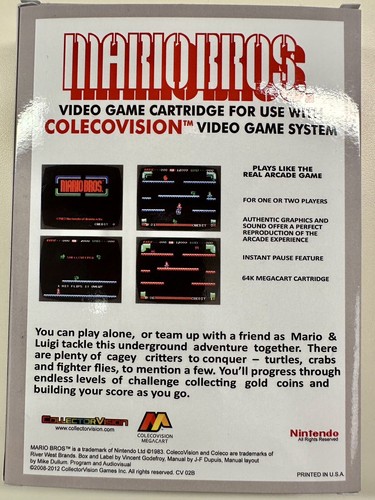 MARIO BROS.
VIDEO GAME CARTRIDGE FOR USE WITH
COLECOVISION™ VIDEO GAME SYSTEM
MARIO BROS.
PLAYS LIKE THE
REAL ARCADE GAME
FOR ONE OR TWO PLAYERS
AUTHENTIC GRAPHICS AND
SOUND OFFER A PERFECT
REPRODUCTION OF THE
ARCADE EXPERIENCE
INSTANT PAUSE FEATURE
64K MEGACART CARTRIDGE
You can play alone, or team up with a friend as Mario &
Luigi tackle this underground adventure together. There
are plenty of cagey critters to conquer – turtles, crabs
and fighter flies, to mention a few. You'll progress through
endless levels of challenge collecting gold coins and
building your score as you go.
COLLECTORVISION
www.collectorvision.com
COLECOVISION
MEGACART
Nintendo
All Rights Reserved
MARIO BROS™ is a trademark of Nintendo Ltd ©1983. ColecoVision and Coleco are trademarks of
River West Brands. Box and Label by Vincent Godefroy, Manual by J-F Dupuis, Manual layout
by Mike Dullum. Program and Audiovisual
©2008-2012 CollectorVision Games Inc. All rights reserved. CV 02B
PRINTED IN U.S.A.